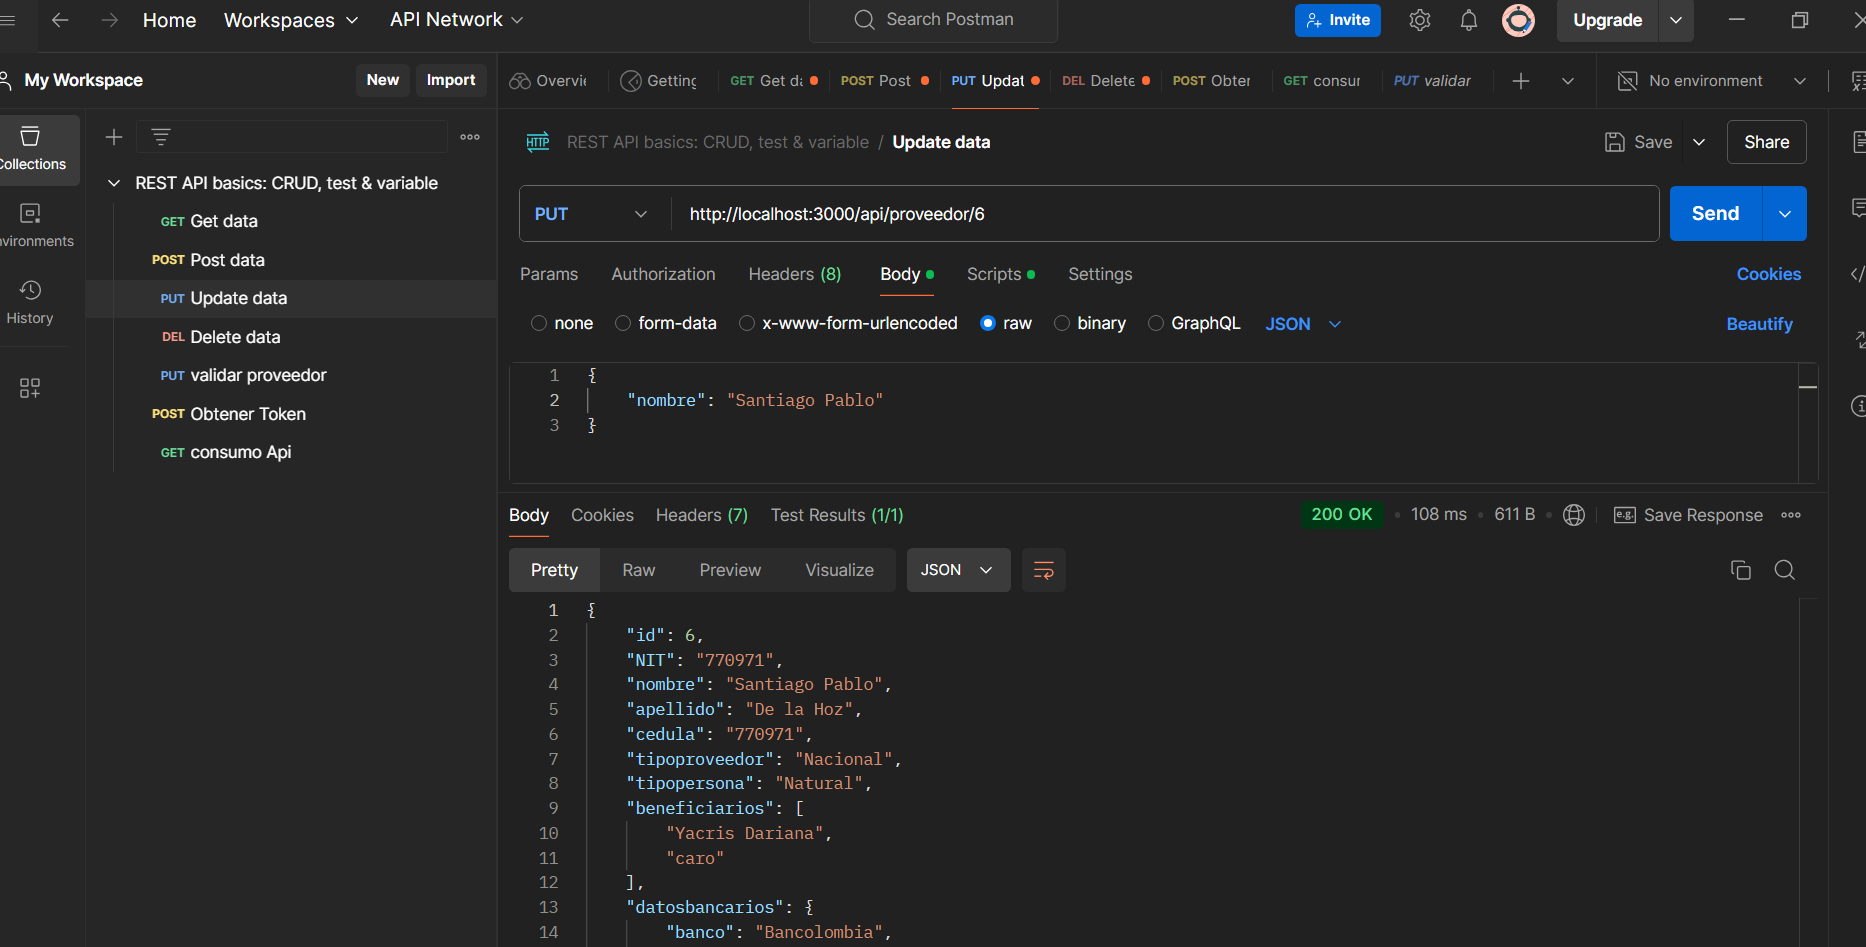 Home Workspaces API Network Search Postman Invite Upgrade
My Workspace New Import Overvi Getting GET Get da POST Post PUT Updat DEL Delete POST Obter GET consur PUT validar No environment
REST API basics: CRUD, test & variable / Update data Save Share
Collections
REST API basics: CRUD, test & variable
GET Get data
POST Post data
PUT Update data
DEL Delete data
PUT validar proveedor
POST Obtener Token
GET consumo Api
nvironments
History
PUT http://localhost:3000/api/proveedor/6 Send
Params Authorization Headers (8) Body Scripts Settings Cookies
none form-data x-www-form-urlencoded raw binary GraphQL JSON Beautify
1 {
2 "nombre": "Santiago Pablo"
3 }
Body Cookies Headers (7) Test Results (1/1) 200 OK • 108 ms • 611 B • e.g. Save Response
Pretty Raw Preview Visualize JSON
1 {
2 "id": 6,
3 "NIT": "770971",
4 "nombre": "Santiago Pablo",
5 "apellido": "De la Hoz",
6 "cedula": "770971",
7 "tipoproveedor": "Nacional",
8 "tipopersona": "Natural",
9 "beneficiarios": [
10 "Yacris Dariana",
11 "caro"
12 ],
13 "datosbancarios": {
14 "banco": "Bancolombia",